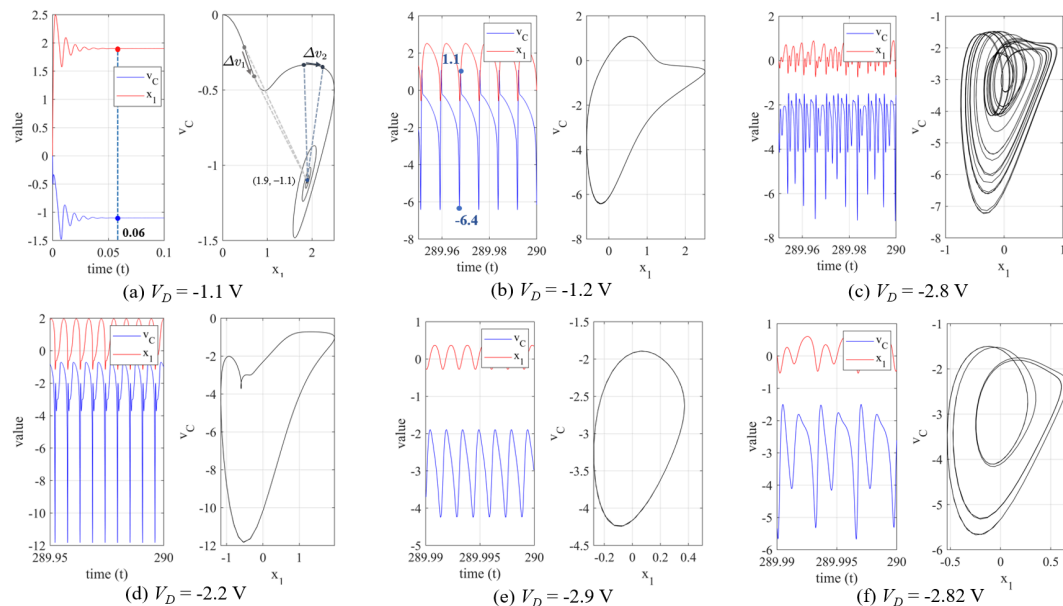 2.5
2
1.5
1
0.5
0
-0.5
-1
-1.5
value
v_C
x_1
0.06
0 0.05 0.1
time (t)
0
-0.5
-1
-1.5
v_C
Δv_1
Δv_2
(1.9, −1.1)
0 1 2
x_1
(a) V_D = -1.1 V
4
2
0
-2
-4
-6
-8
value
v_C
x_1
1.1
-6.4
289.96 289.98 290
time (t)
2
0
-2
-4
-6
-8
v_C
0 1 2
x_1
(b) V_D = -1.2 V
4
2
0
-2
-4
-6
-8
value
v_C
x_1
289.96 289.98 290
time (t)
-1
-2
-3
-4
-5
-6
-7
-8
v_C
-1 0 1
x_1
(c) V_D = -2.8 V
2
0
-2
-4
-6
-8
-10
-12
value
v_C
x_1
289.95 290
time (t)
0
-2
-4
-6
-8
-10
-12
v_C
-1 0 1
x_1
(d) V_D = -2.2 V
2
1
0
-1
-2
-3
-4
-5
value
v_C
x_1
289.99 289.995 290
time (t)
-1.5
-2
-2.5
-3
-3.5
-4
-4.5
v_C
-0.2 0 0.2 0.4
x_1
(e) V_D = -2.9 V
2
1
0
-1
-2
-3
-4
-5
-6
value
v_C
x_1
289.99 289.995 290
time (t)
-1
-2
-3
-4
-5
-6
v_C
-0.5 0 0.5
x_1
(f) V_D = -2.82 V